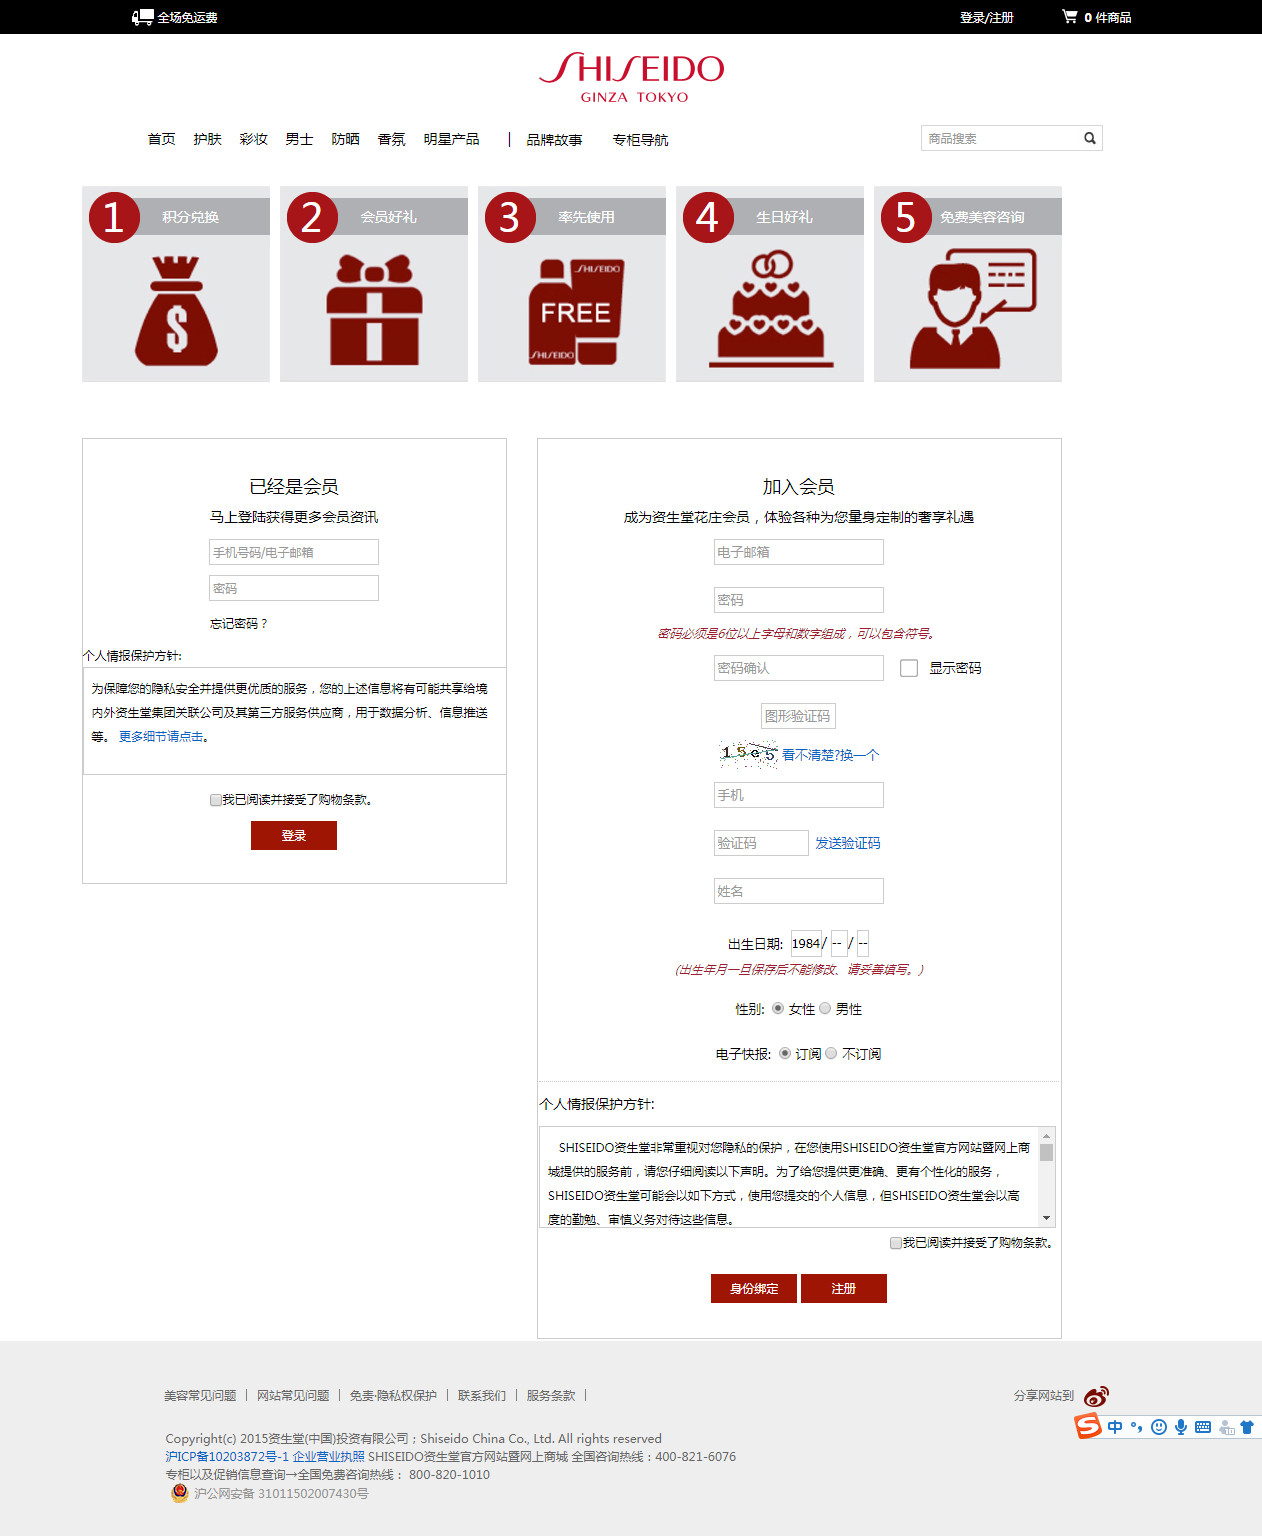 全场免运费
登录/注册
0 件商品
SHISEIDO
GINZA TOKYO
首页 护肤 彩妆 男士 防晒 香氛 明星产品 | 品牌故事 专柜导航
商品搜索
1 积分兑换
2 会员好礼
3 率先使用
4 生日好礼
5 免费美容咨询
$
SHISEIDO
FREE
SHISEIDO
已经是会员
马上登陆获得更多会员资讯
手机号码/电子邮箱
密码
忘记密码？
个人情报保护方针:
为保障您的隐私安全并提供更优质的服务，您的上述信息将有可能共享给境
内外资生堂集团关联公司及其第三方服务供应商，用于数据分析、信息推送
等。 更多细节请点击。
我已阅读并接受了购物条款。
登录
加入会员
成为资生堂花庄会员，体验各种为您量身定制的奢享礼遇
电子邮箱
密码
密码必须是6位以上字母和数字组成，可以包含符号。
密码确认
显示密码
图形验证码
15e5 看不清楚?换一个
手机
验证码 发送验证码
姓名
出生日期: 1984/ -- / --
(出生年月一旦保存后不能修改、请妥善填写。)
性别: 女性 男性
电子快报: 订阅 不订阅
个人情报保护方针:
SHISEIDO资生堂非常重视对您隐私的保护，在您使用SHISEIDO资生堂官方网站暨网上商
城提供的服务前，请您仔细阅读以下声明。为了给您提供更准确、更有个性化的服务，
SHISEIDO资生堂可能会以如下方式，使用您提交的个人信息，但SHISEIDO资生堂会以高
度的勤勉、审慎义务对待这些信息。
我已阅读并接受了购物条款。
身份绑定 注册
美容常见问题 | 网站常见问题 | 免责·隐私权保护 | 联系我们 | 服务条款 |
分享网站到
中
Copyright(c) 2015资生堂(中国)投资有限公司；Shiseido China Co., Ltd. All rights reserved
沪ICP备10203872号-1 企业营业执照 SHISEIDO资生堂官方网站暨网上商城 全国咨询热线：400-821-6076
专柜以及促销信息查询→全国免费咨询热线： 800-820-1010
沪公网安备 31011502007430号